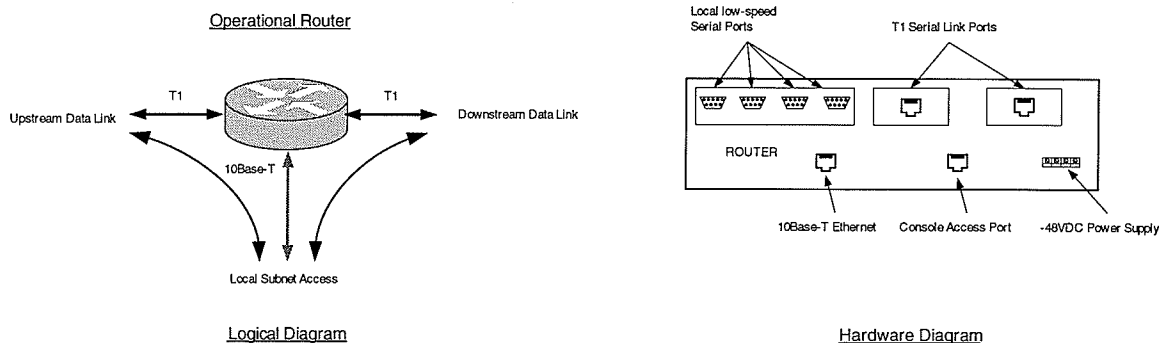 Operational Router
T1
T1
Upstream Data Link
Downstream Data Link
10Base-T
Local Subnet Access
Logical Diagram
Local low-speed
Serial Ports
T1 Serial Link Ports
ROUTER
10Base-T Ethernet
Console Access Port
-48VDC Power Supply
Hardware Diagram